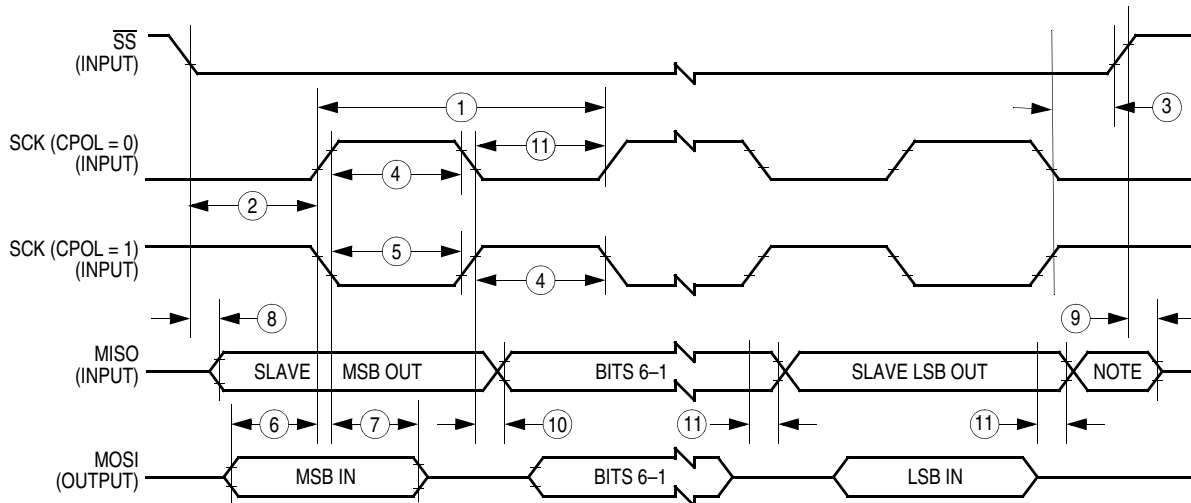 SS
(INPUT)
1
3
SCK (CPOL = 0)
(INPUT)
11
4
2
SCK (CPOL = 1)
(INPUT)
5
4
8
9
MISO
(INPUT)
SLAVE MSB OUT
BITS 6–1
SLAVE LSB OUT
NOTE
6
7
10
11
11
MOSI
(OUTPUT)
MSB IN
BITS 6–1
LSB IN